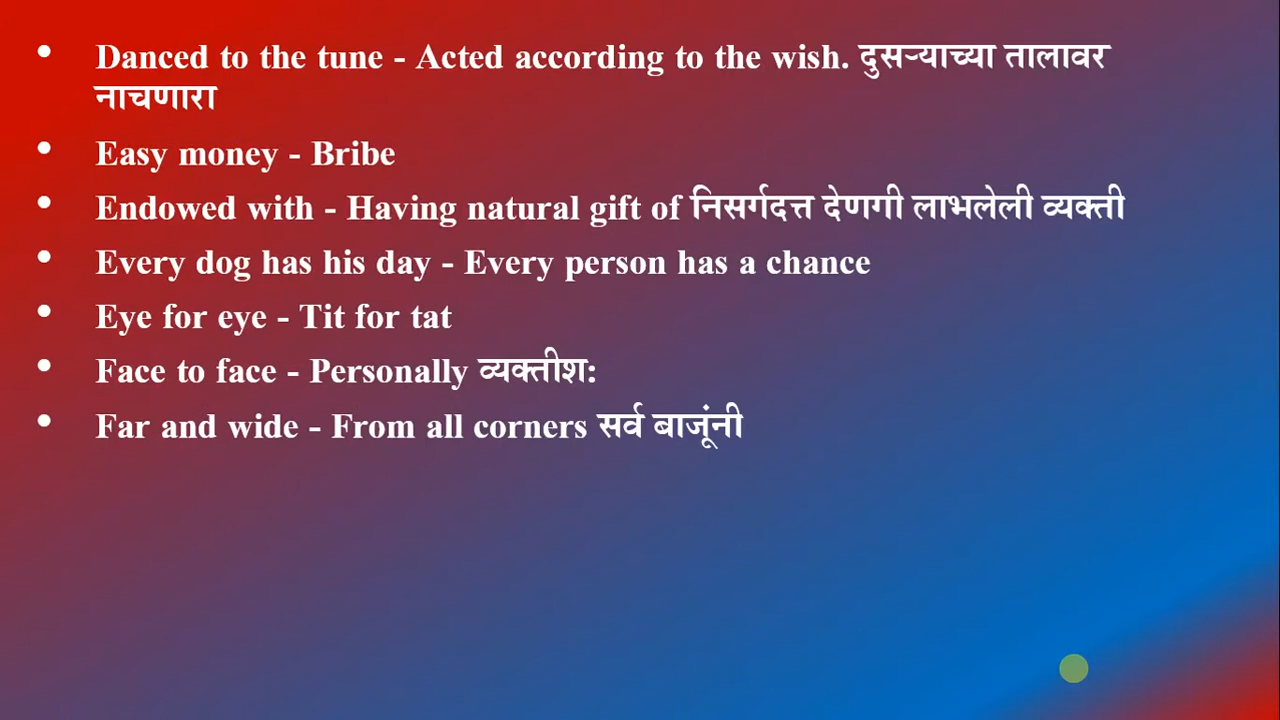 • Danced to the tune - Acted according to the wish. दुसऱ्याच्या तालावर
नाचणारा
• Easy money - Bribe
• Endowed with - Having natural gift of निसर्गदत्त देणगी लाभलेली व्यक्ती
• Every dog has his day - Every person has a chance
• Eye for eye - Tit for tat
• Face to face - Personally व्यक्तीश:
• Far and wide - From all corners सर्व बाजूंनी